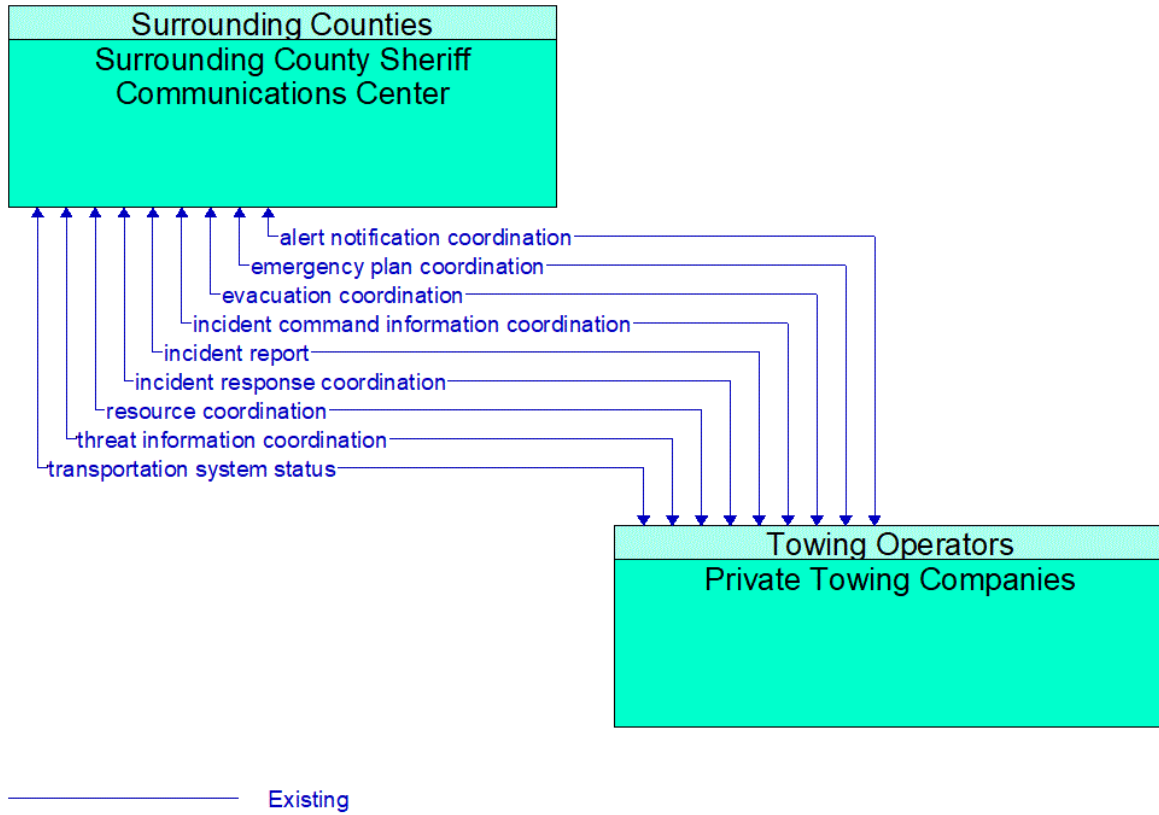 Surrounding Counties
Surrounding County Sheriff
Communications Center
alert notification coordination
emergency plan coordination
evacuation coordination
incident command information coordination
incident report
incident response coordination
resource coordination
threat information coordination
transportation system status
Towing Operators
Private Towing Companies
Existing